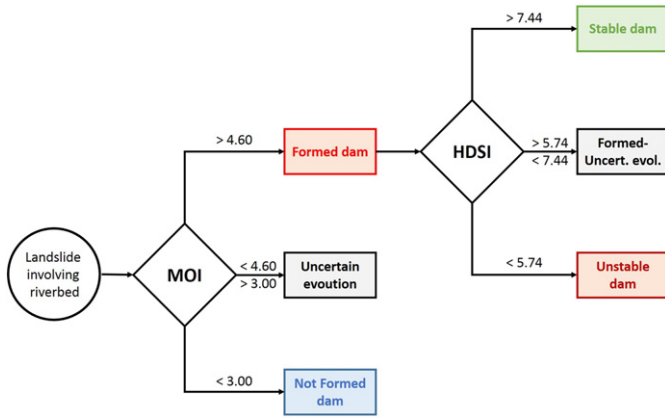 > 7.44
Stable dam
> 4.60
Formed dam
HDSI
> 5.74
< 7.44
Formed-
Uncert. evol.
Landslide
involving
riverbed
MOI
< 4.60
> 3.00
Uncertain
evoution
< 5.74
Unstable
dam
< 3.00
Not Formed
dam